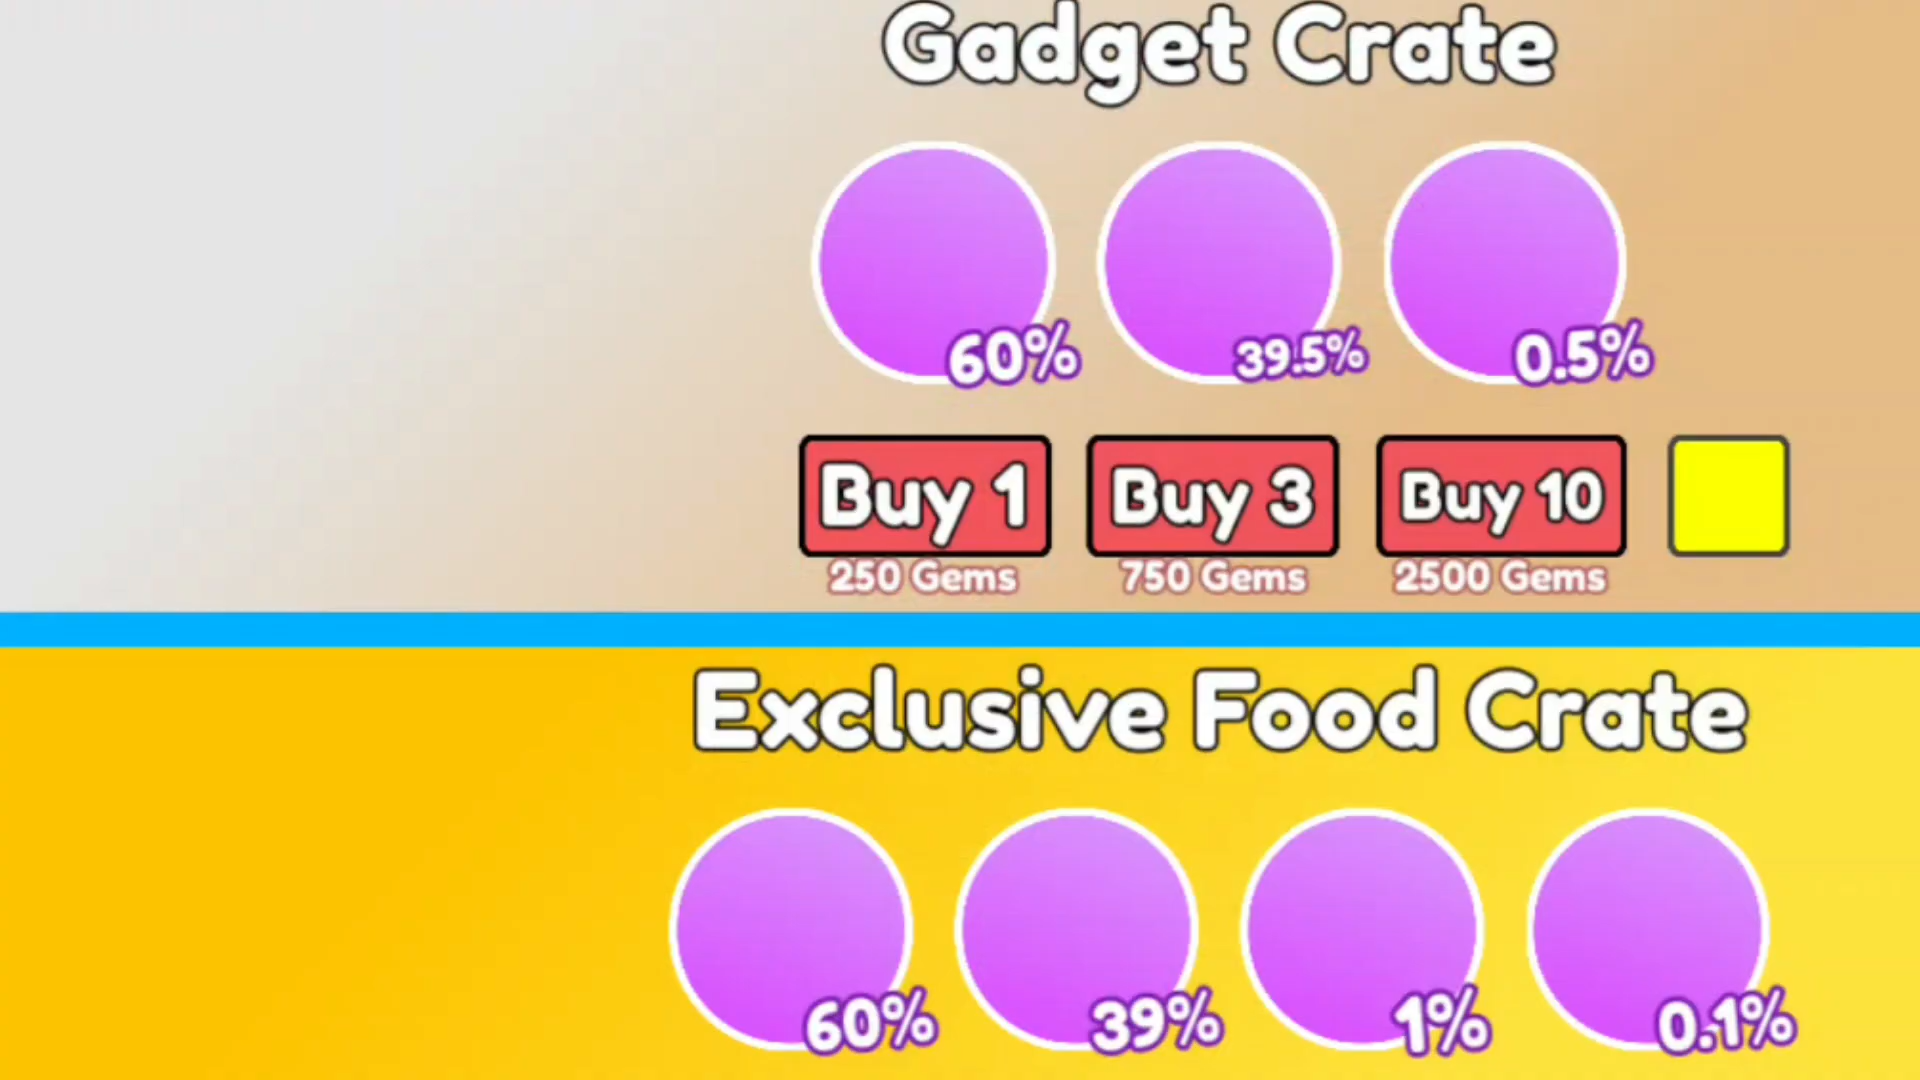 Gadget Crate
60% 39.5% 0.5%
Buy 1 Buy 3 Buy 10
250 Gems 750 Gems 2500 Gems
Exclusive Food Crate
60% 39% 1% 0.1%